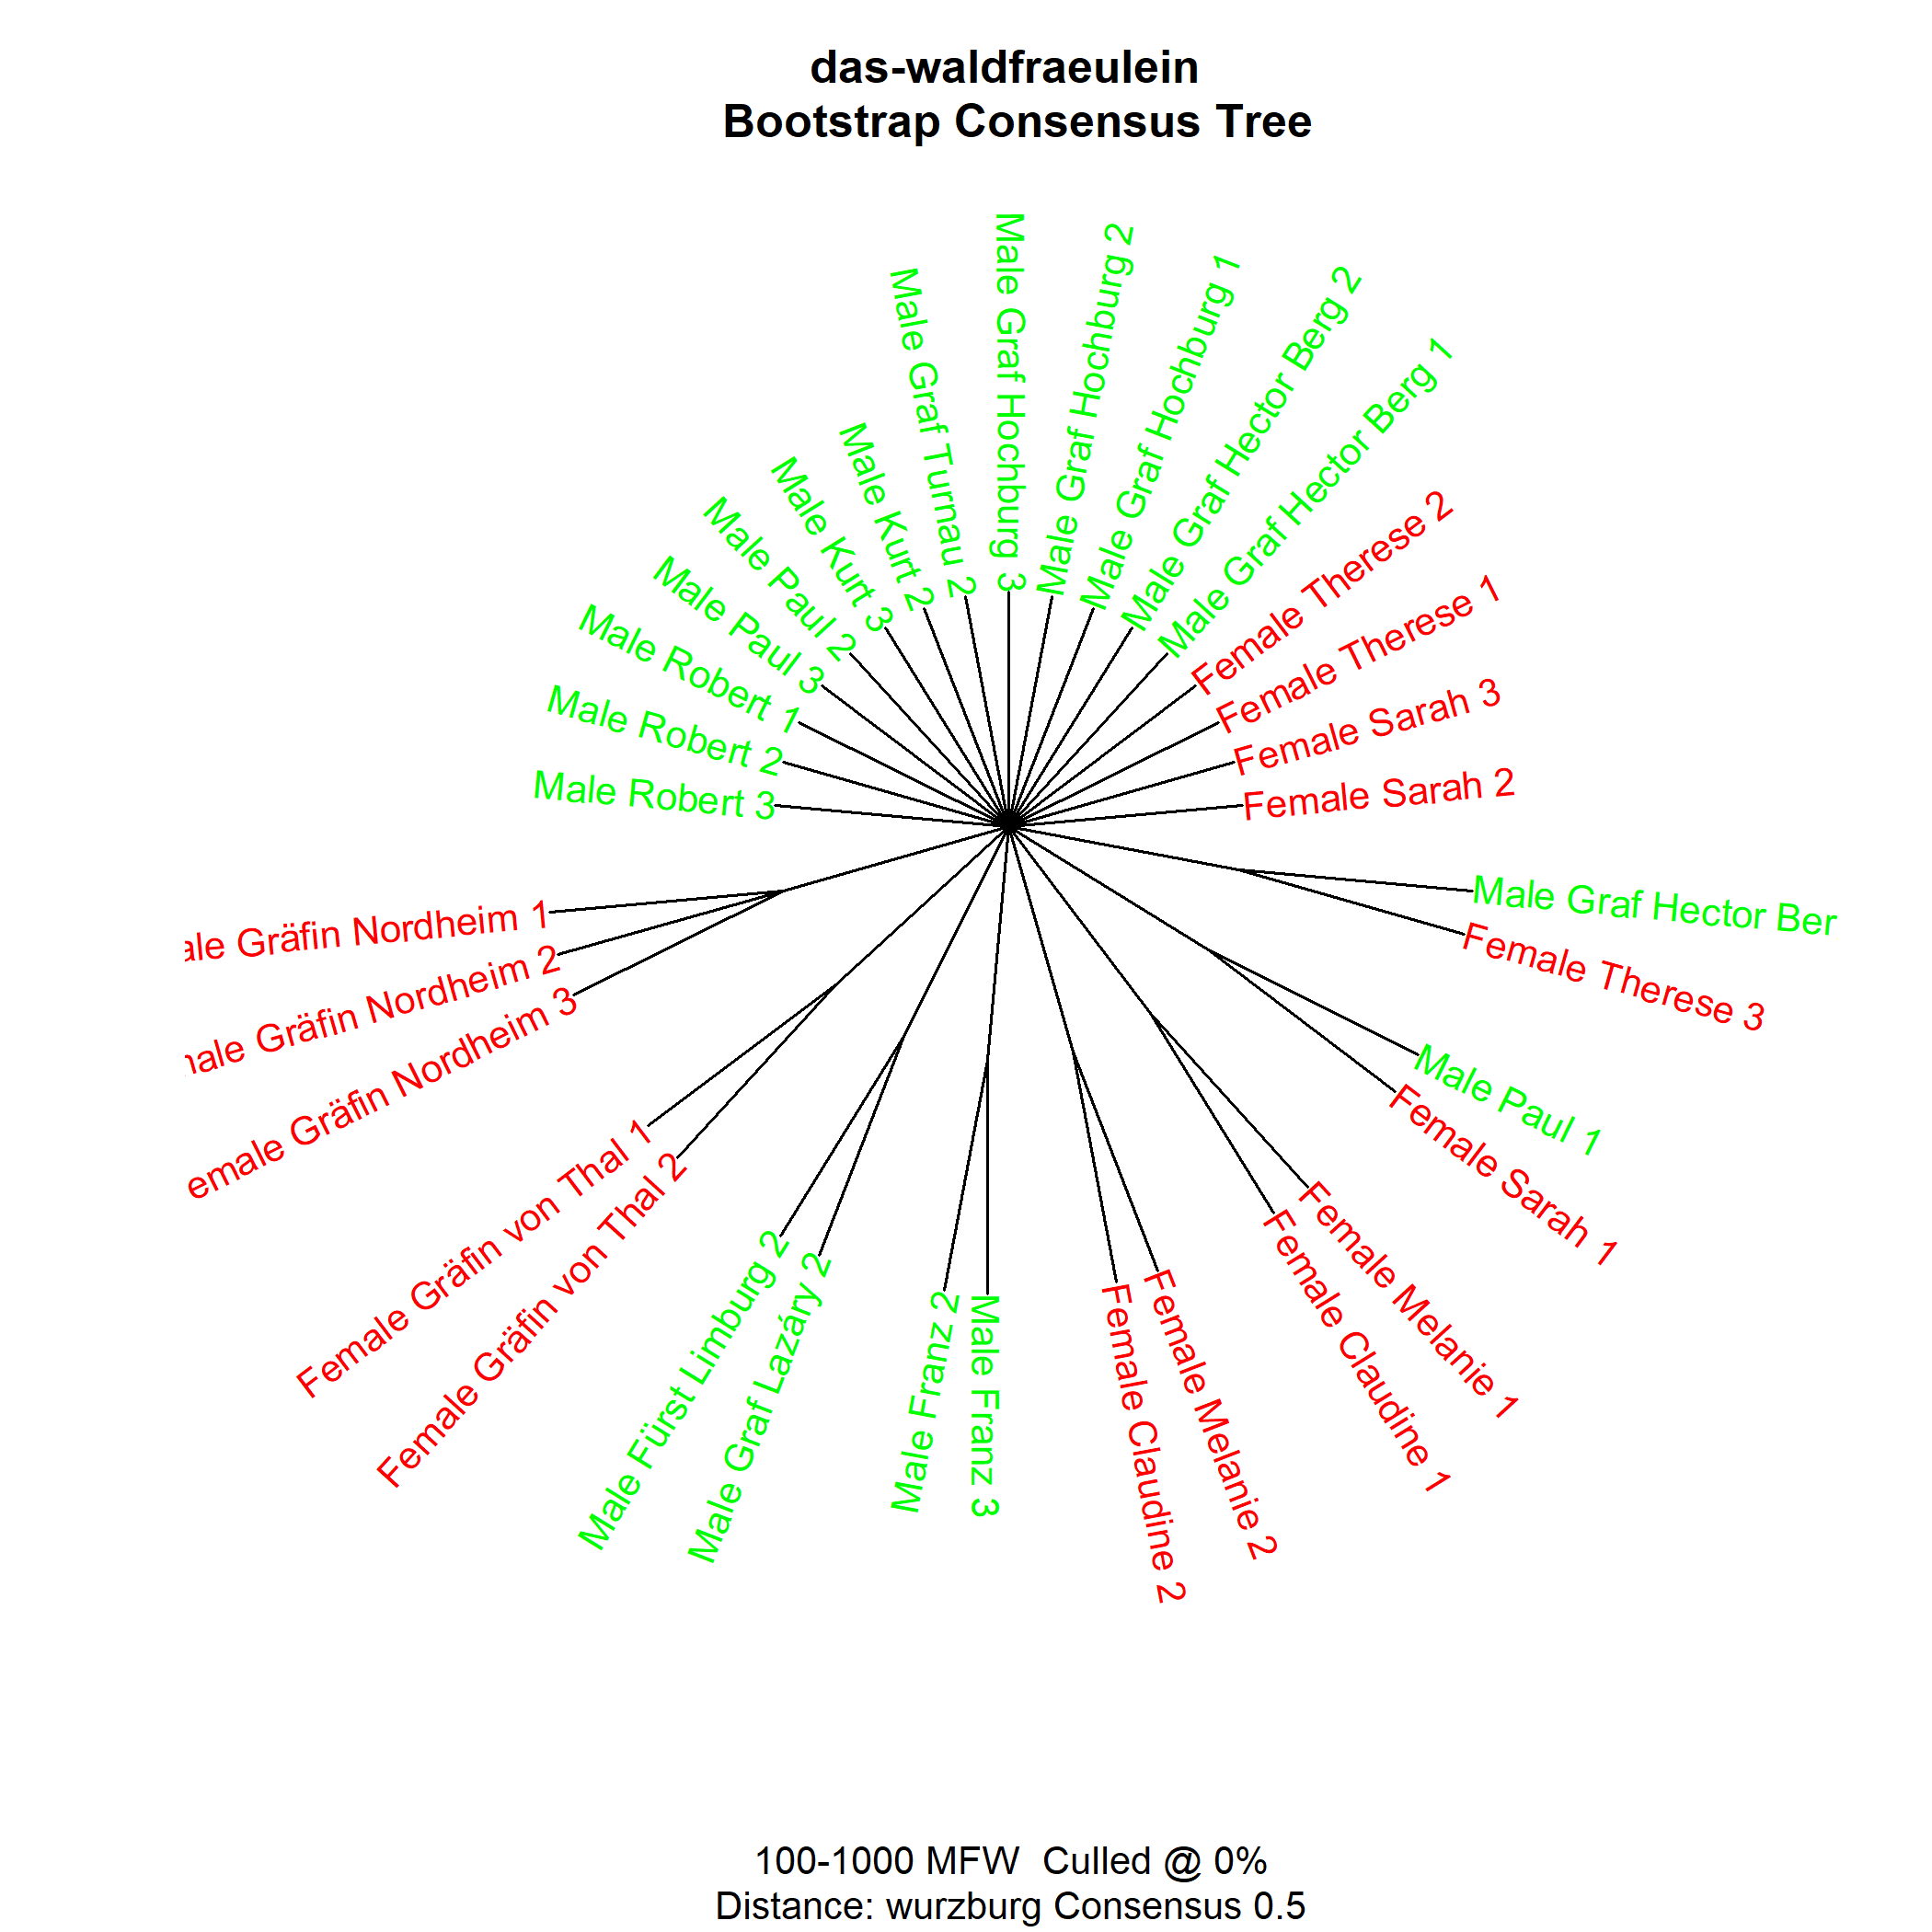 das-waldfraeulein
Bootstrap Consensus Tree
Male Graf Hochburg 3
Male Graf Hochburg 2
Male Graf Hochburg 1
Male Graf Hector Berg 2
Male Graf Hector Berg 1
Female Therese 2
Female Therese 1
Female Sarah 3
Female Sarah 2
Male Graf Hector Ber
Female Therese 3
Male Paul 1
Female Sarah 1
Female Melanie 1
Female Claudine 1
Female Melanie 2
Female Claudine 2
Male Franz 3
Male Franz 2
Male Graf Lazáry 2
Male Fürst Limburg 2
Female Gräfin von Thal 2
Female Gräfin von Thal 1
emale Gräfin Nordheim 3
nale Gräfin Nordheim 2
ale Gräfin Nordheim 1
Male Robert 3
Male Robert 2
Male Robert 1
Male Paul 3
Male Paul 2
Male Kurt 3
Male Kurt 2
Male Graf Turnau 2
100-1000 MFW  Culled @ 0%
Distance: wurzburg Consensus 0.5